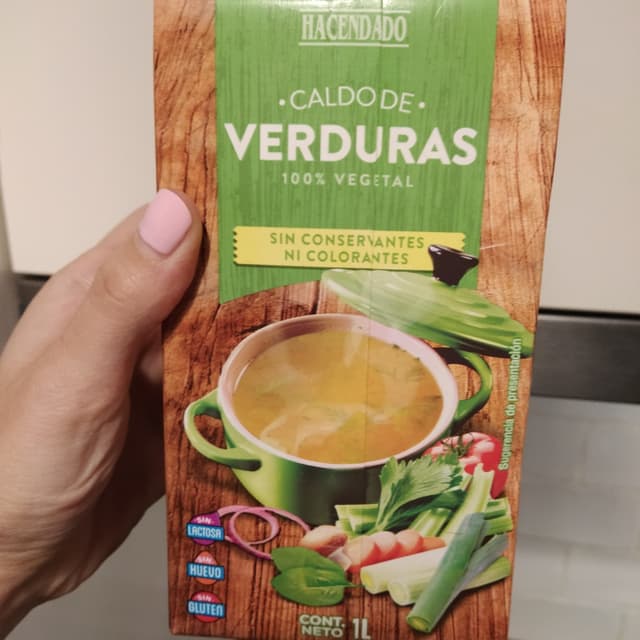 HACENDADO
·CALDO DE·
VERDURAS
100% VEGETAL
SIN CONSERVANTES
NI COLORANTES
Sugerencia de presentación
SIN
LACTOSA
SIN
HUEVO
SIN
GLUTEN
CONT.
NETO 1L